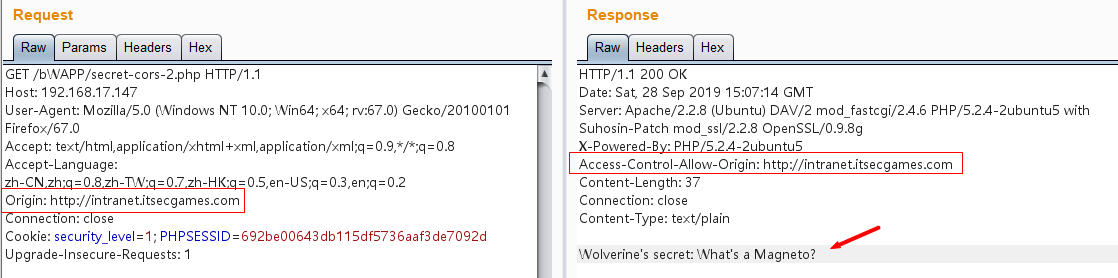 Request
Raw Params Headers Hex
GET /bWAPP/secret-cors-2.php HTTP/1.1
Host: 192.168.17.147
User-Agent: Mozilla/5.0 (Windows NT 10.0; Win64; x64; rv:67.0) Gecko/20100101
Firefox/67.0
Accept: text/html,application/xhtml+xml,application/xml;q=0.9,*/*;q=0.8
Accept-Language:
zh-CN,zh;q=0.8,zh-TW;q=0.7,zh-HK;q=0.5,en-US;q=0.3,en;q=0.2
Origin: http://intranet.itsecgames.com
Connection: close
Cookie: security_level=1; PHPSESSID=692be00643db115df5736aaf3de7092d
Upgrade-Insecure-Requests: 1
Response
Raw Headers Hex
HTTP/1.1 200 OK
Date: Sat, 28 Sep 2019 15:07:14 GMT
Server: Apache/2.2.8 (Ubuntu) DAV/2 mod_fastcgi/2.4.6 PHP/5.2.4-2ubuntu5 with
Suhosin-Patch mod_ssl/2.2.8 OpenSSL/0.9.8g
X-Powered-By: PHP/5.2.4-2ubuntu5
Access-Control-Allow-Origin: http://intranet.itsecgames.com
Content-Length: 37
Connection: close
Content-Type: text/plain
Wolverine's secret: What's a Magneto?